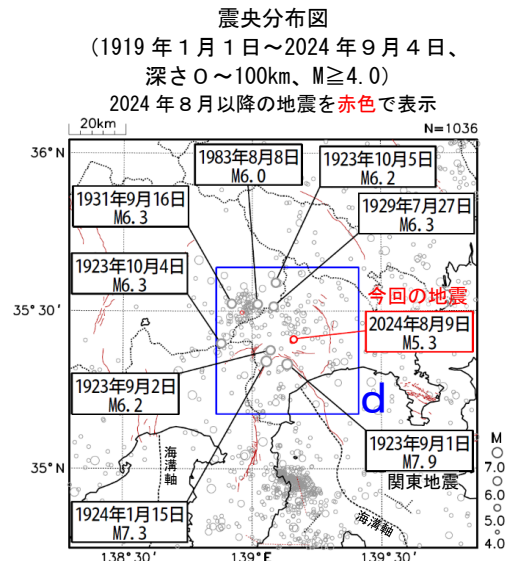 震央分布図
（1919年１月１日～2024年９月４日、
深さ０～100km、M≧4.0）
2024年８月以降の地震を赤色で表示
20km
N=1036
36°N
1983年8月8日
M6.0
1923年10月5日
M6.2
1931年9月16日
M6.3
1929年7月27日
M6.3
1923年10月4日
M6.3
今回の地震
35°30′
2024年8月9日
M5.3
1923年9月2日
M6.2
d
1923年9月1日
M7.9
関東地震
35°N
海溝軸
1924年1月15日
M7.3
海溝軸
M
7.0
6.0
5.0
4.0
138°30′
139°E
139°30′